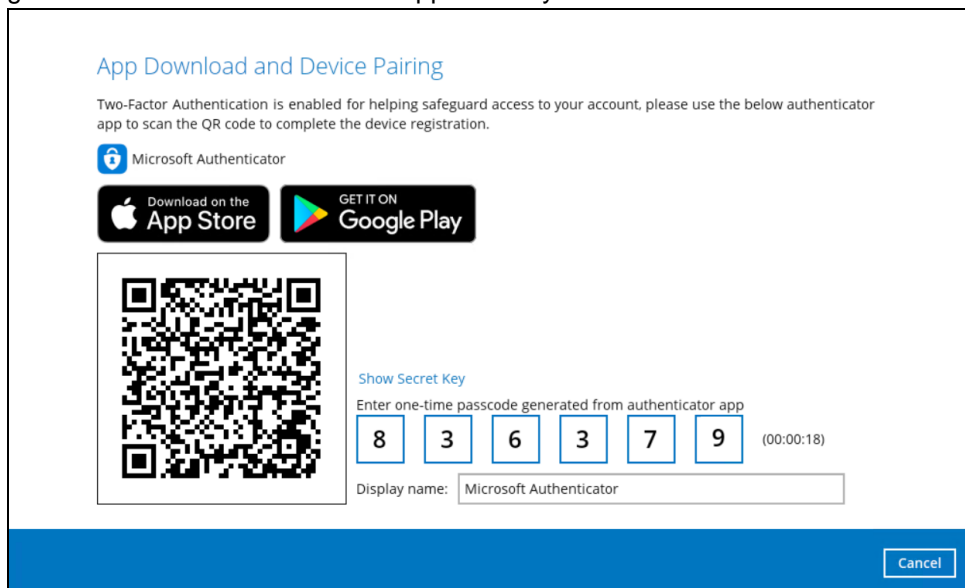 App Download and Device Pairing
Two-Factor Authentication is enabled for helping safeguard access to your account, please use the below authenticator
app to scan the QR code to complete the device registration.
Microsoft Authenticator
Download on the
App Store
GET IT ON
Google Play
Show Secret Key
Enter one-time passcode generated from authenticator app
8 3 6 3 7 9 (00:00:18)
Display name: Microsoft Authenticator
Cancel